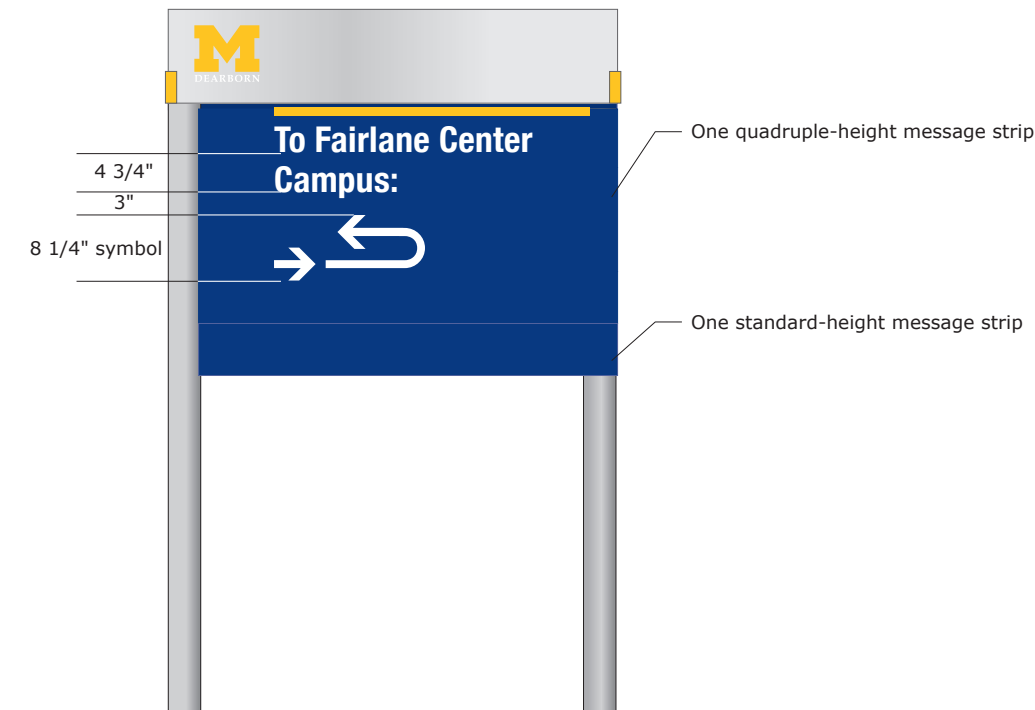 M
DEARBORN
To Fairlane Center
Campus:
4 3/4"
3"
8 1/4" symbol
One quadruple-height message strip
One standard-height message strip